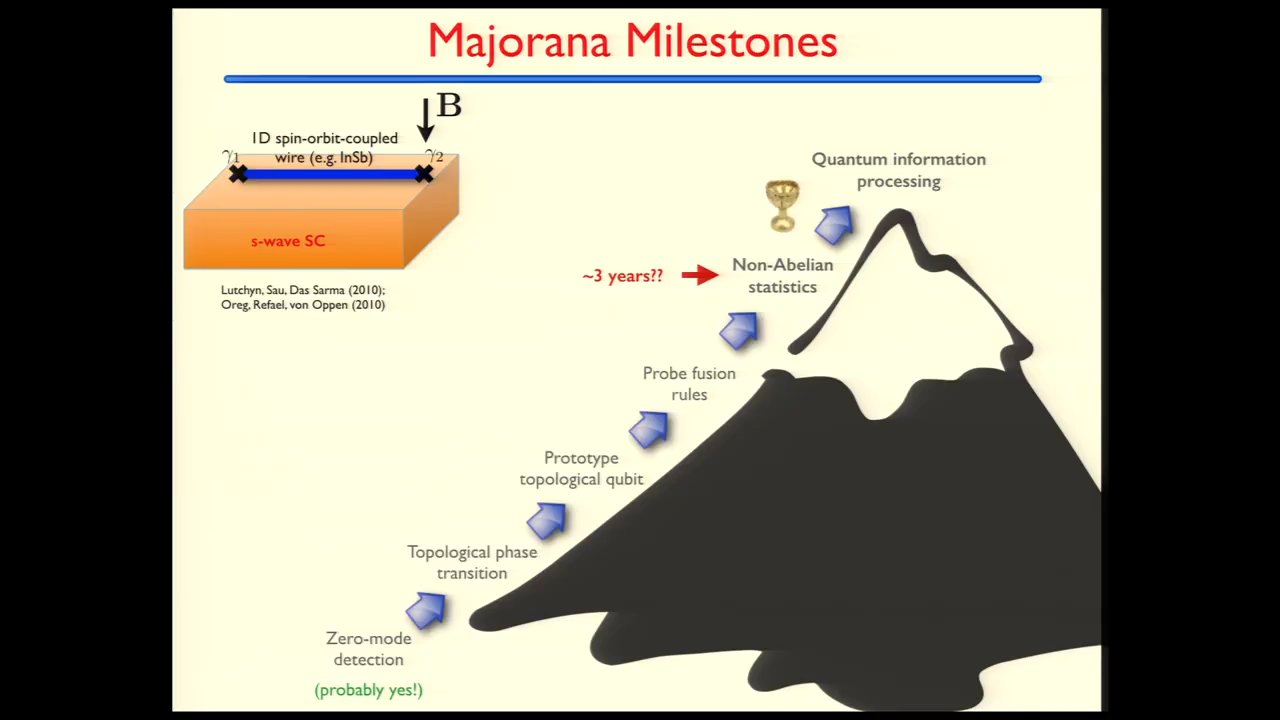 Majorana Milestones
B
1D spin-orbit-coupled
wire (e.g. InSb)
γ1
γ2
s-wave SC
Lutchyn, Sau, Das Sarma (2010);
Oreg, Refael, von Oppen (2010)
Quantum information
processing
~3 years??
Non-Abelian
statistics
Probe fusion
rules
Prototype
topological qubit
Topological phase
transition
Zero-mode
detection
(probably yes!)